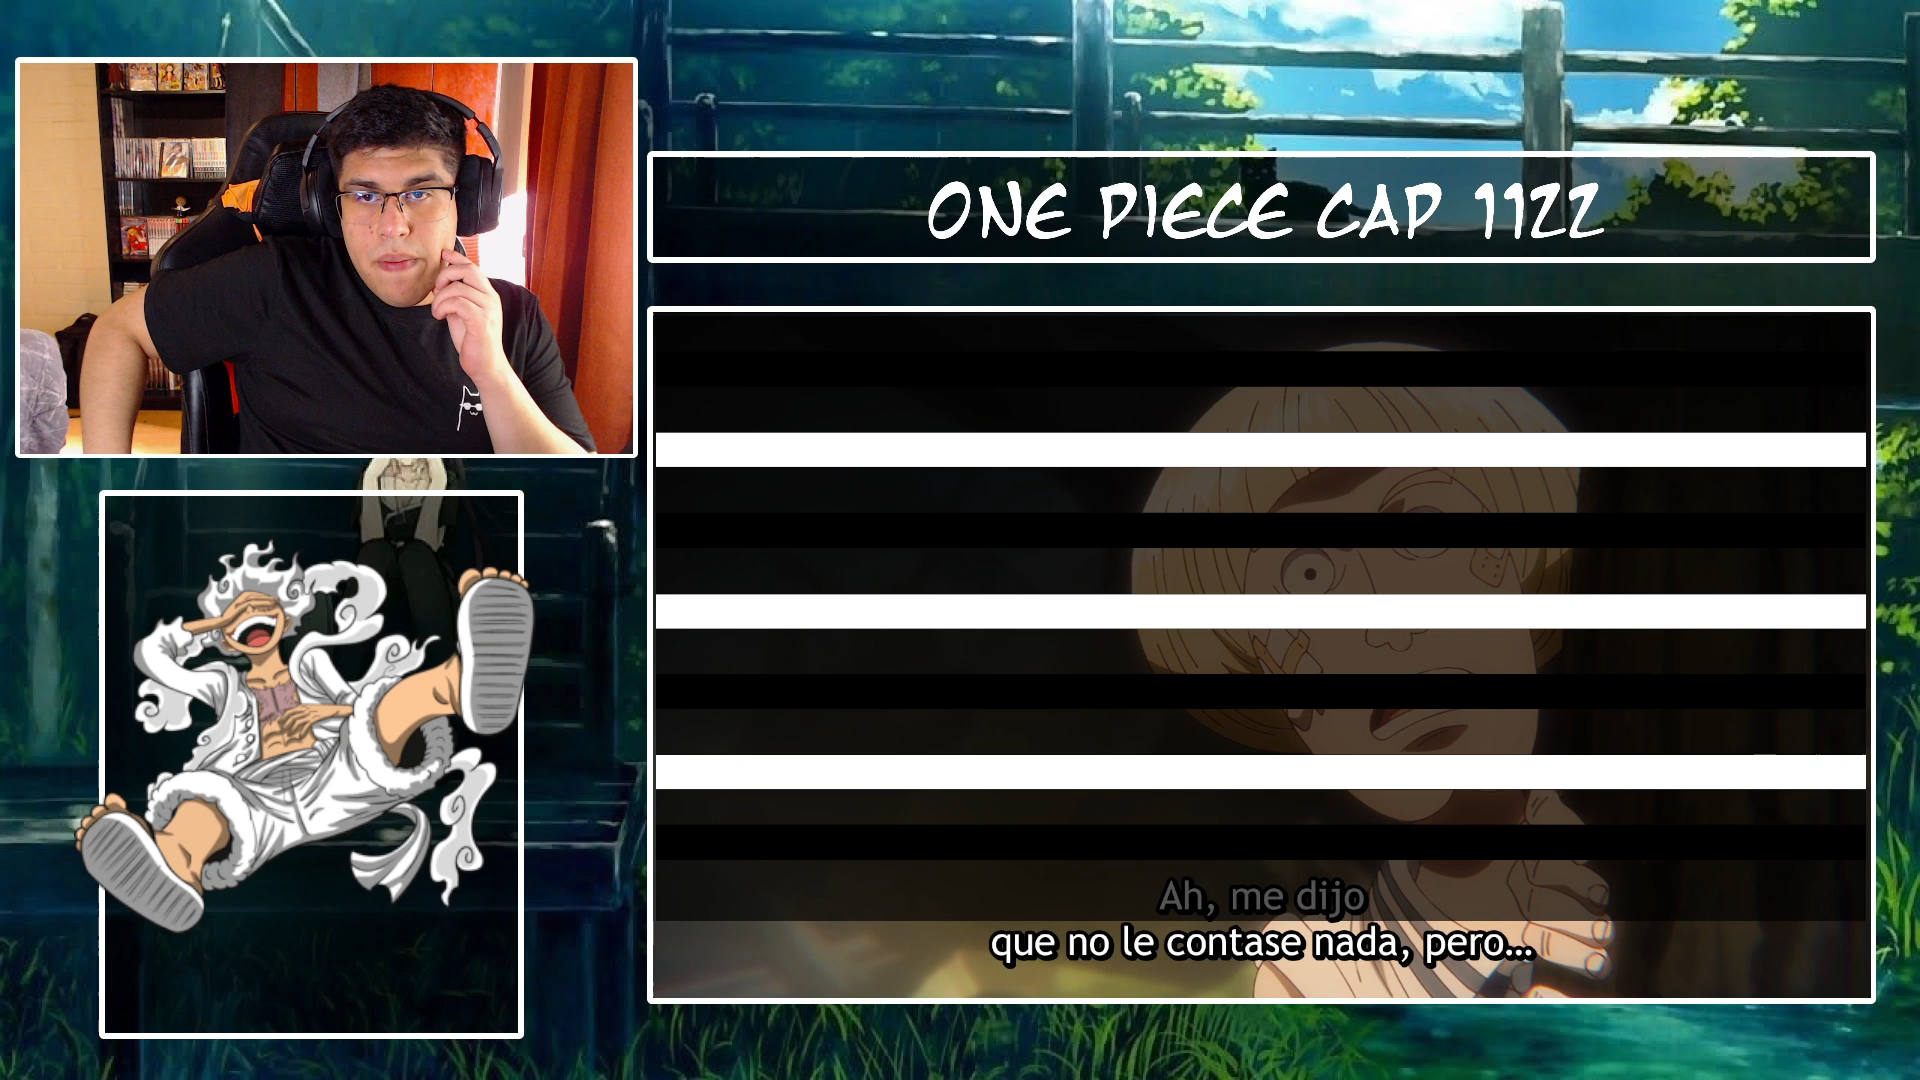 ONE PIECE CAP 1122
Ah, me dijo
que no le contase nada, pero...